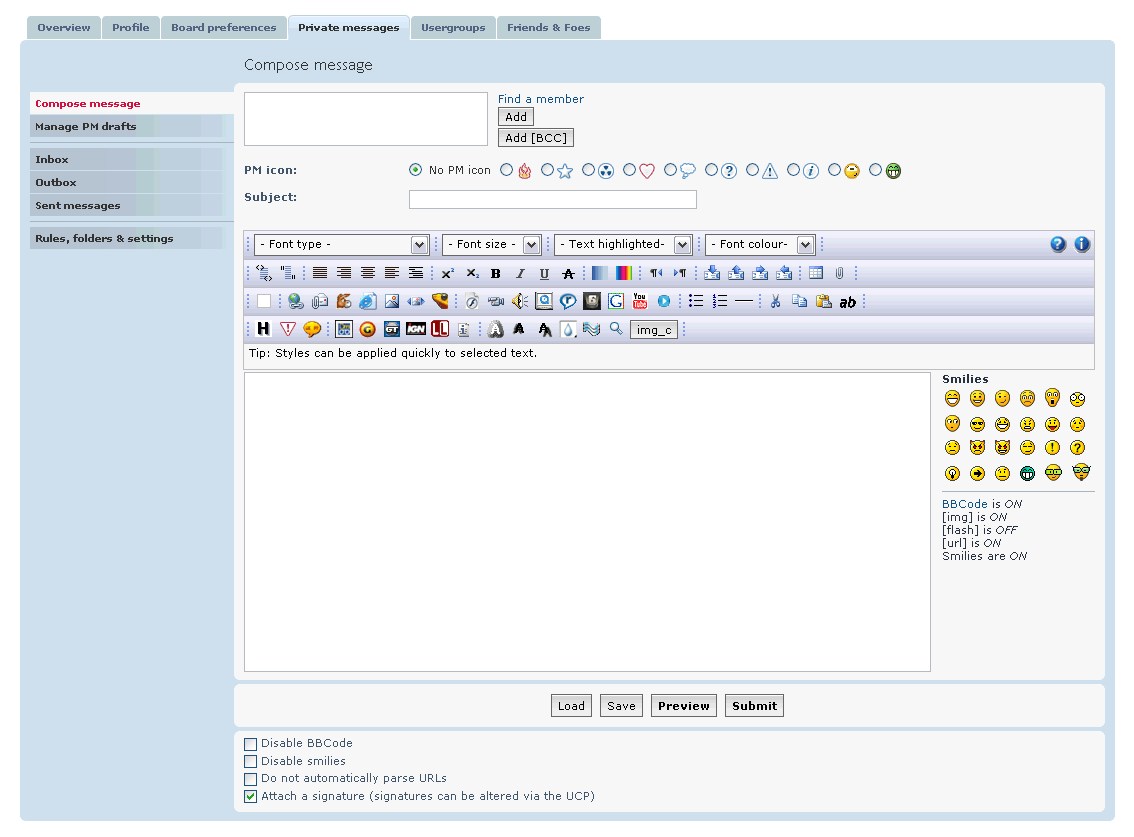 Overview Profile Board preferences Private messages Usergroups Friends & Foes
Compose message
Compose message
Manage PM drafts
Inbox
Outbox
Sent messages
Rules, folders & settings
Find a member
Add
Add [BCC]
PM icon: No PM icon
Subject:
- Font type - - Font size - - Text highlighted- - Font colour-
B I U A
You Tube ab
H GT IGN LL A A A img_c
Tip: Styles can be applied quickly to selected text.
Smilies
BBCode is ON
[img] is ON
[flash] is OFF
[url] is ON
Smilies are ON
Load Save Preview Submit
Disable BBCode
Disable smilies
Do not automatically parse URLs
Attach a signature (signatures can be altered via the UCP)